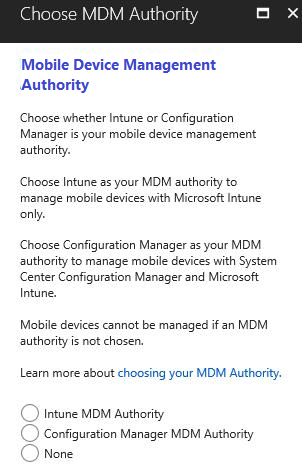 Choose MDM Authority
Mobile Device Management
Authority
Choose whether Intune or Configuration
Manager is your mobile device management
authority.
Choose Intune as your MDM authority to
manage mobile devices with Microsoft Intune
only.
Choose Configuration Manager as your MDM
authority to manage mobile devices with System
Center Configuration Manager and Microsoft
Intune.
Mobile devices cannot be managed if an MDM
authority is not chosen.
Learn more about choosing your MDM Authority.
Intune MDM Authority
Configuration Manager MDM Authority
None